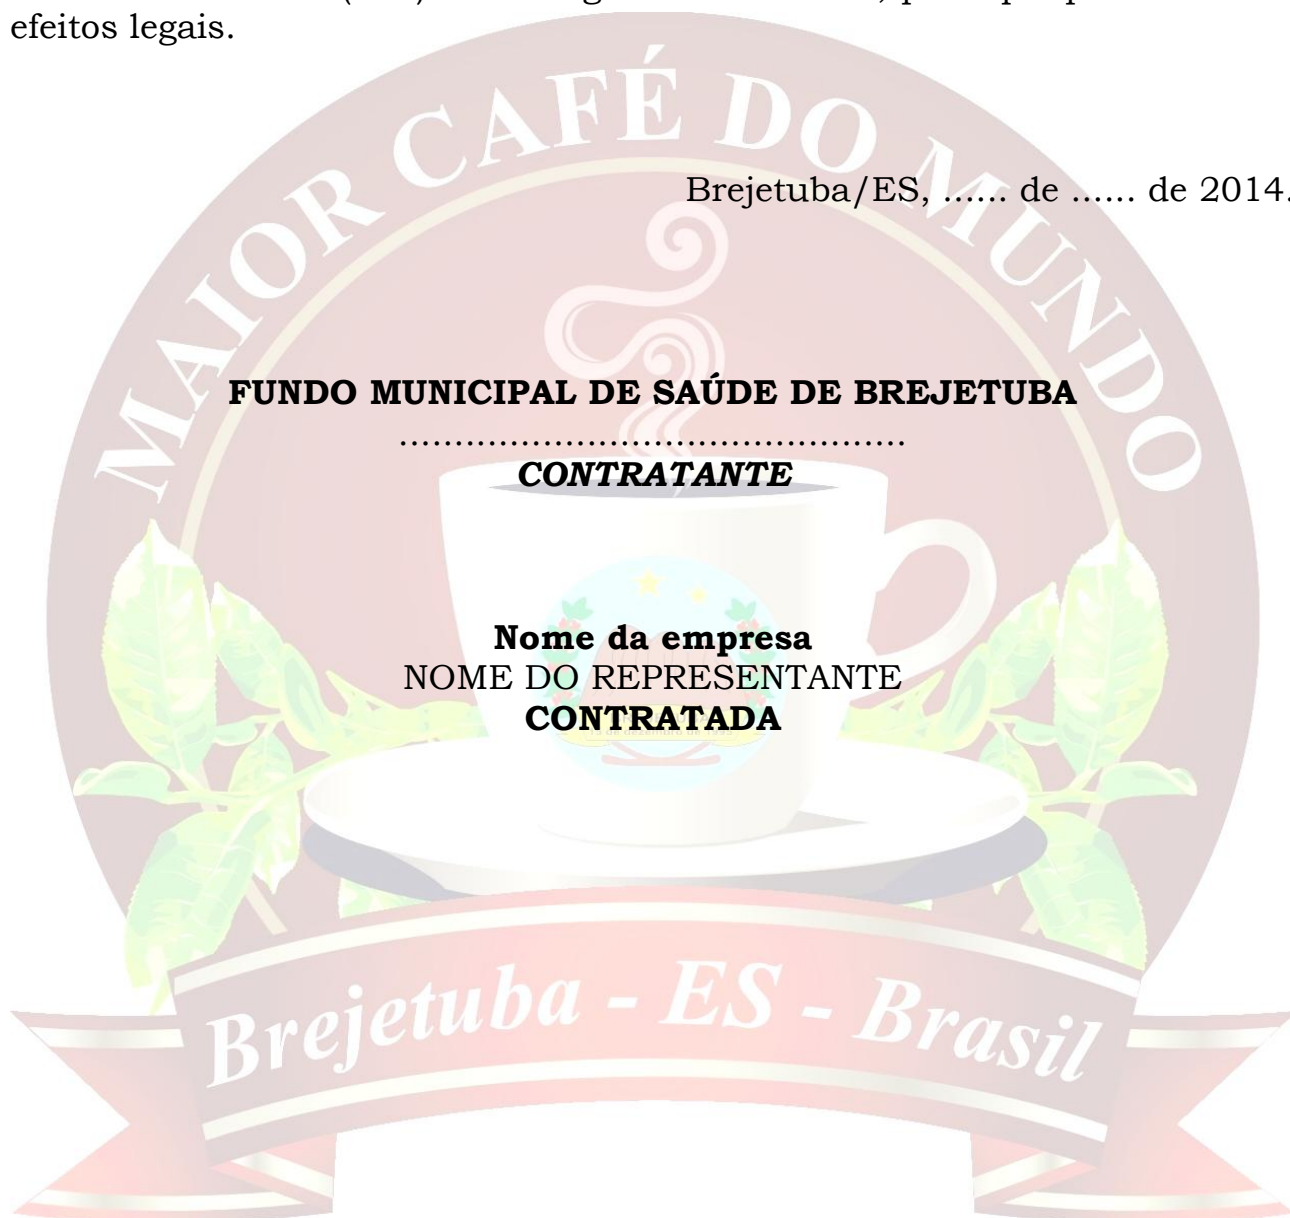 efeitos legais.
MAIOR CAFÉ DO MUNDO
Brejetuba/ES, ...... de ...... de 2014.
FUNDO MUNICIPAL DE SAÚDE DE BREJETUBA
..............................................
CONTRATANTE
Nome da empresa
NOME DO REPRESENTANTE
CONTRATADA
Brejetuba - ES - Brasil